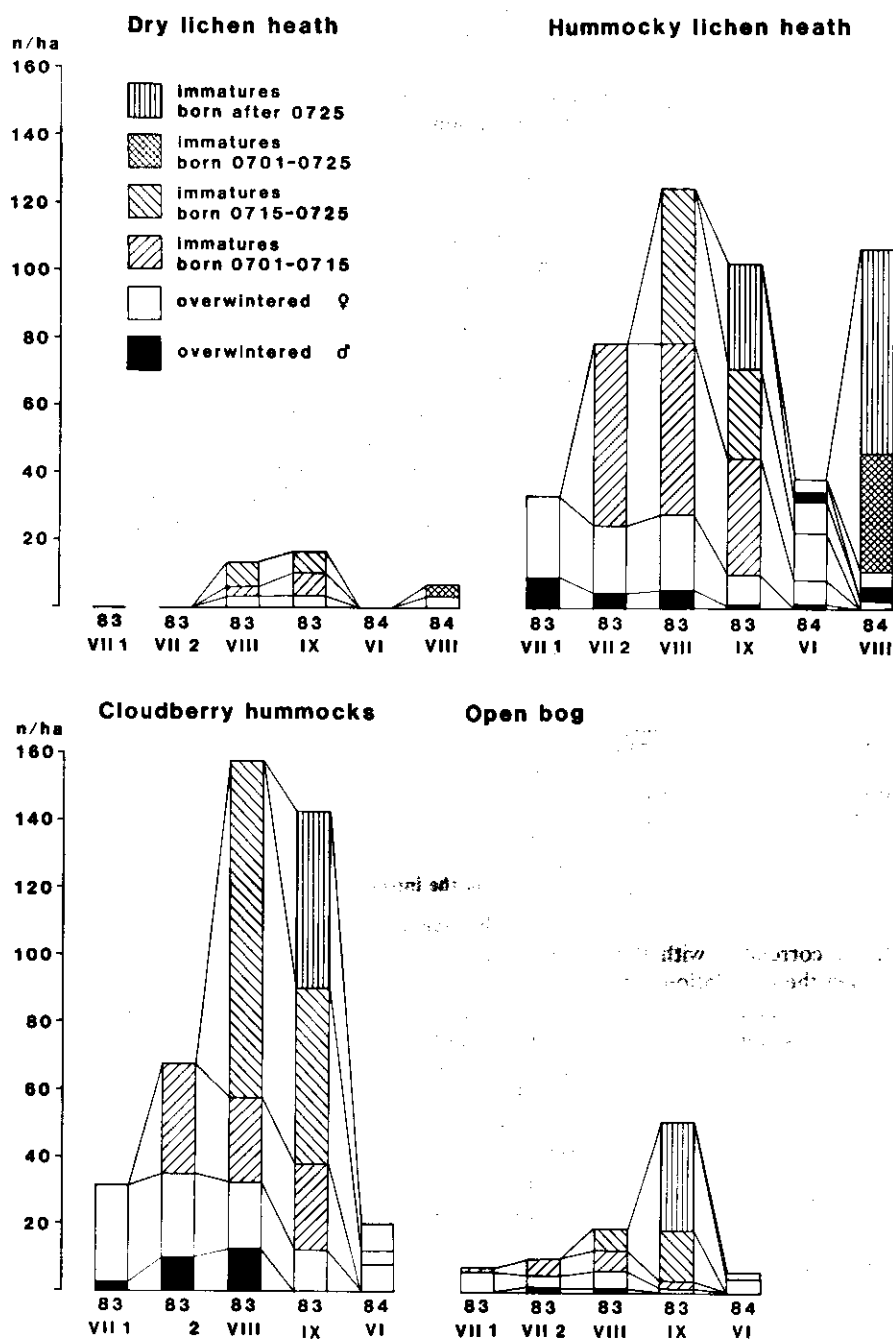 Dry lichen heath
Hummocky lichen heath
n/ha
160
140
120
100
80
60
40
20
immatures
born after 0725
immatures
born 0701-0725
immatures
born 0715-0725
immatures
born 0701-0715
overwintered ♀
overwintered ♂
83 83 83 83 84 84
VII 1 VII 2 VIII IX VI VIII
83 83 83 83 84 84
VII 1 VII 2 VIII IX VI VIII
Cloudberry hummocks
Open bog
n/ha
160
140
120
100
80
60
40
20
the
with
the
83 83 83 83 84
VII 1 2 VIII IX VI
83 83 83 83 84
VII 1 VII 2 VIII IX VI